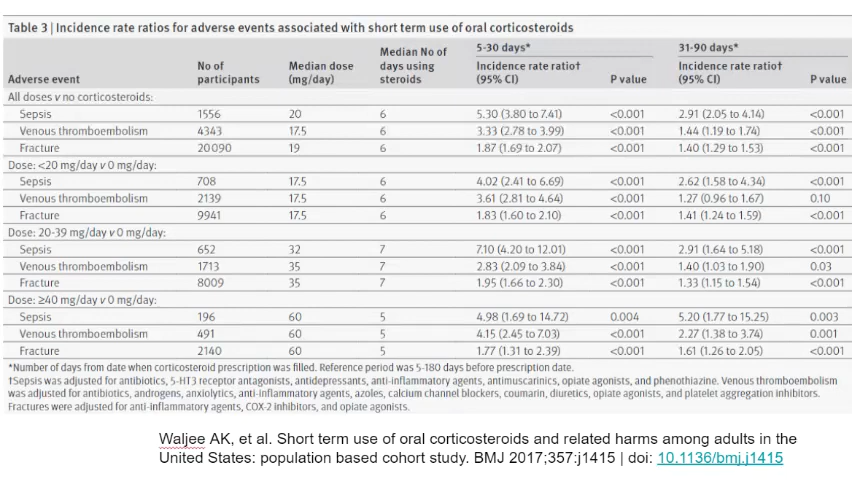 Table 3 | Incidence rate ratios for adverse events associated with short term use of oral corticosteroids
Adverse event No of participants Median dose (mg/day) Median No of days using steroids 5-30 days* Incidence rate ratio† (95% CI) P value 31-90 days* Incidence rate ratio† (95% CI) P value
All doses v no corticosteroids:
Sepsis 1556 20 6 5.30 (3.80 to 7.41) <0.001 2.91 (2.05 to 4.14) <0.001
Venous thromboembolism 4343 17.5 6 3.33 (2.78 to 3.99) <0.001 1.44 (1.19 to 1.74) <0.001
Fracture 20 090 19 6 1.87 (1.69 to 2.07) <0.001 1.40 (1.29 to 1.53) <0.001
Dose: <20 mg/day v 0 mg/day:
Sepsis 708 17.5 6 4.02 (2.41 to 6.69) <0.001 2.62 (1.58 to 4.34) <0.001
Venous thromboembolism 2139 17.5 6 3.61 (2.81 to 4.64) <0.001 1.27 (0.96 to 1.67) 0.10
Fracture 9941 17.5 6 1.83 (1.60 to 2.10) <0.001 1.41 (1.24 to 1.59) <0.001
Dose: 20-39 mg/day v 0 mg/day:
Sepsis 652 32 7 7.10 (4.20 to 12.01) <0.001 2.91 (1.64 to 5.18) <0.001
Venous thromboembolism 1713 35 7 2.83 (2.09 to 3.84) <0.001 1.40 (1.03 to 1.90) 0.03
Fracture 8009 35 7 1.95 (1.66 to 2.30) <0.001 1.33 (1.15 to 1.54) <0.001
Dose: ≥40 mg/day v 0 mg/day:
Sepsis 196 60 5 4.98 (1.69 to 14.72) 0.004 5.20 (1.77 to 15.25) 0.003
Venous thromboembolism 491 60 5 4.15 (2.45 to 7.03) <0.001 2.27 (1.38 to 3.74) 0.001
Fracture 2140 60 5 1.77 (1.31 to 2.39) <0.001 1.61 (1.26 to 2.05) <0.001
*Number of days from date when corticosteroid prescription was filled. Reference period was 5-180 days before prescription date.
†Sepsis was adjusted for antibiotics, 5-HT3 receptor antagonists, antidepressants, anti-inflammatory agents, antimuscarinics, opiate agonists, and phenothiazine. Venous thromboembolism
was adjusted for antibiotics, androgens, anxiolytics, anti-inflammatory agents, azoles, calcium channel blockers, coumarin, diuretics, opiate agonists, and platelet aggregation inhibitors.
Fractures were adjusted for anti-inflammatory agents, COX-2 inhibitors, and opiate agonists.
Waljee AK, et al. Short term use of oral corticosteroids and related harms among adults in the
United States: population based cohort study. BMJ 2017;357:j1415 | doi: 10.1136/bmj.j1415